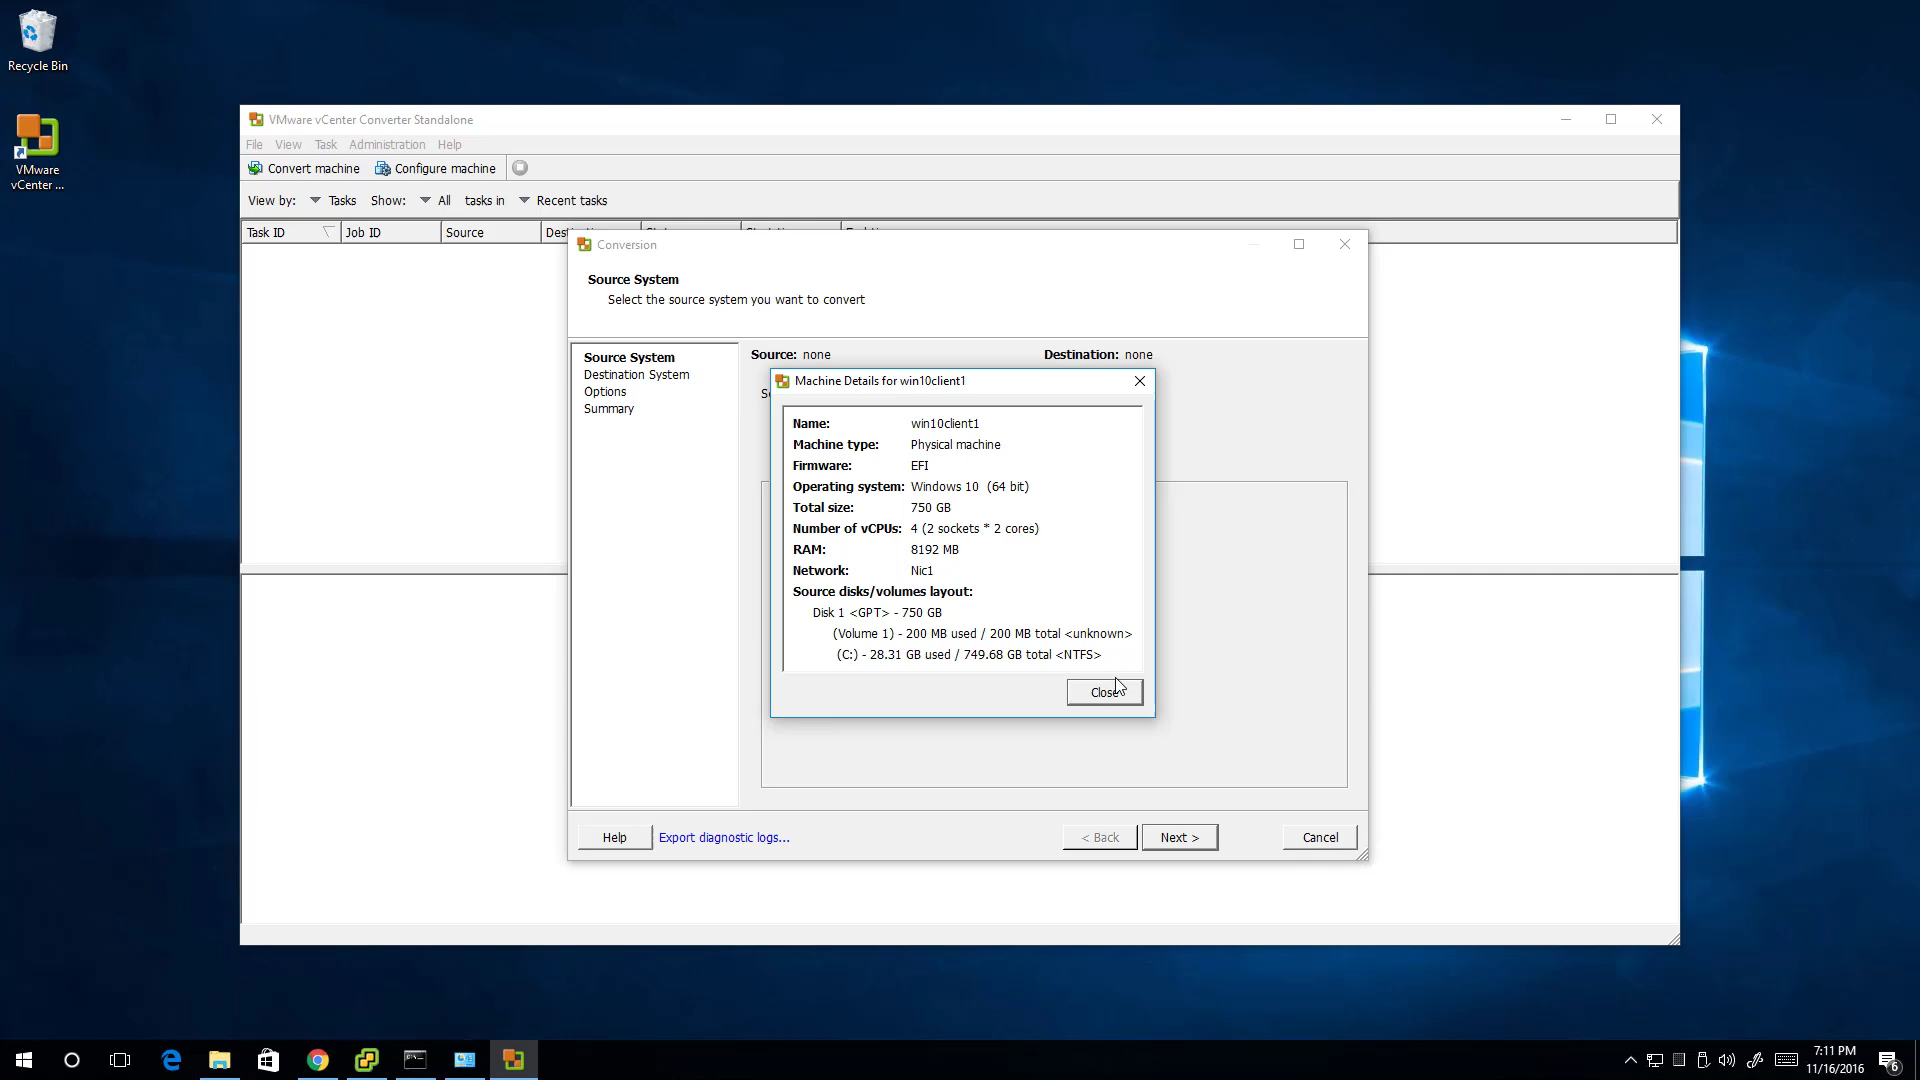 Recycle Bin
VMware
vCenter ...
VMware vCenter Converter Standalone
File View Task Administration Help
Convert machine Configure machine
View by: Tasks Show: All tasks in Recent tasks
Task ID Job ID Source
Conversion
Source System
Select the source system you want to convert
Source System
Destination System
Options
Summary
Source: none Destination: none
Machine Details for win10client1
Name: win10client1
Machine type: Physical machine
Firmware: EFI
Operating system: Windows 10 (64 bit)
Total size: 750 GB
Number of vCPUs: 4 (2 sockets * 2 cores)
RAM: 8192 MB
Network: Nic1
Source disks/volumes layout:
Disk 1 <GPT> - 750 GB
(Volume 1) - 200 MB used / 200 MB total <unknown>
(C:) - 28.31 GB used / 749.68 GB total <NTFS>
Close
Help Export diagnostic logs... < Back Next > Cancel
7:11 PM
11/16/2016
6